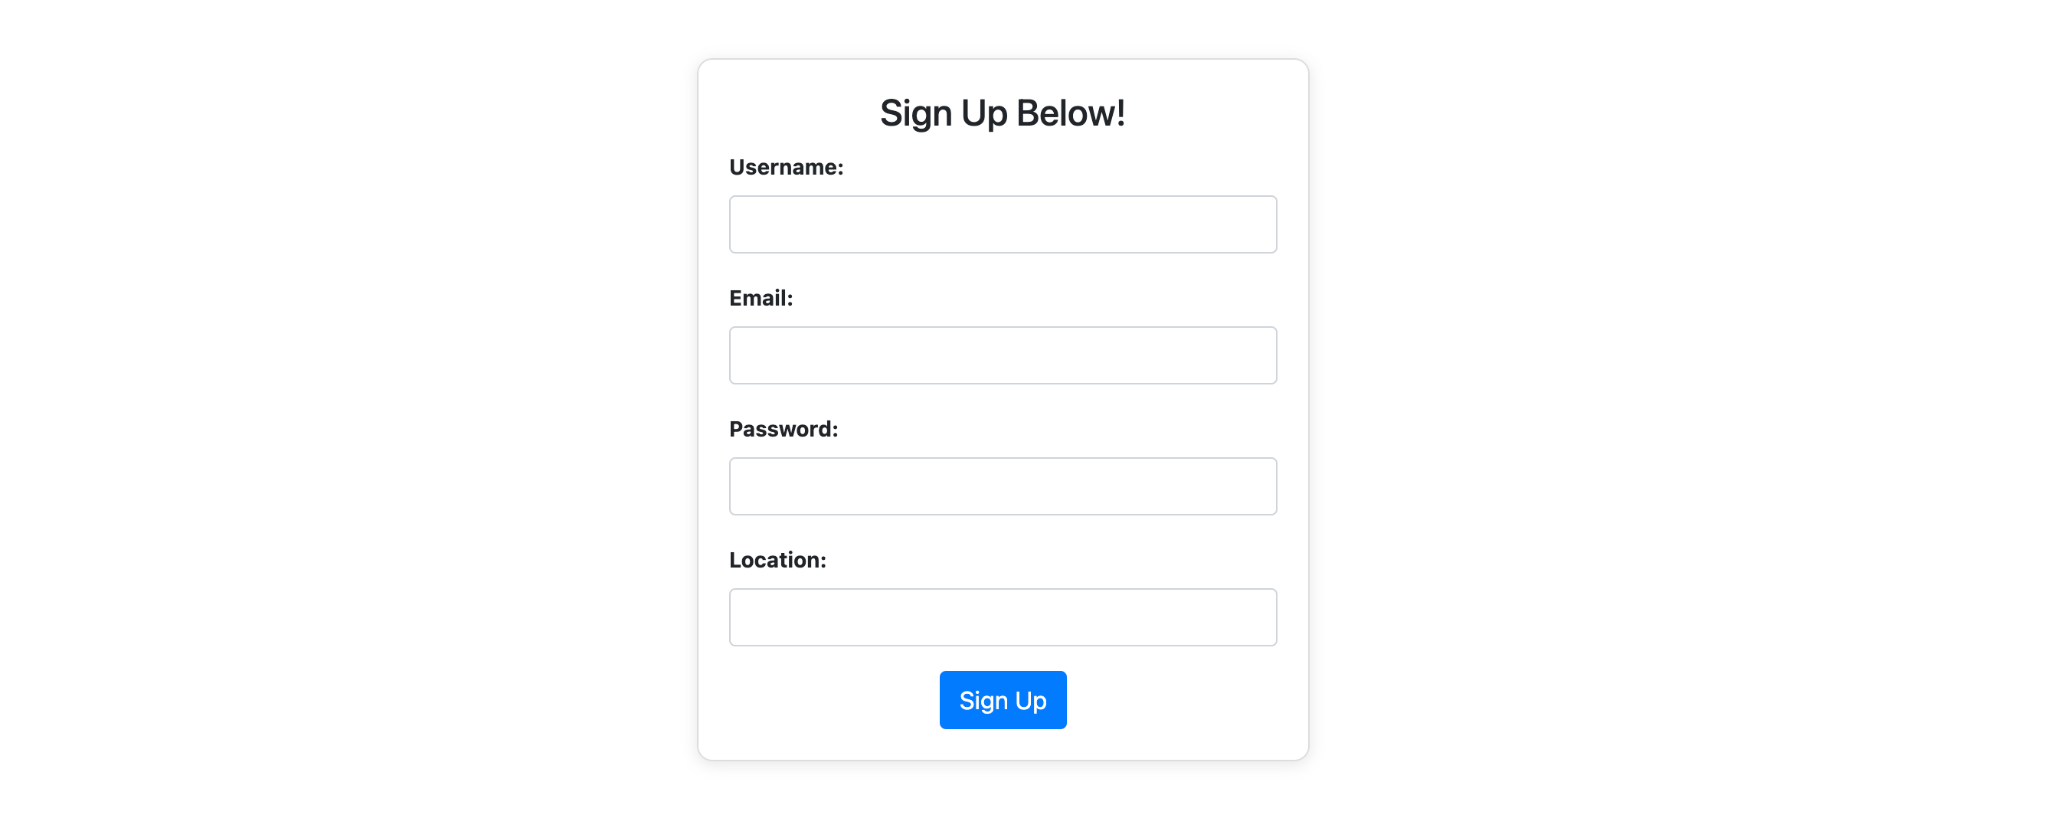 Sign Up Below!
Username:
Email:
Password:
Location:
Sign Up